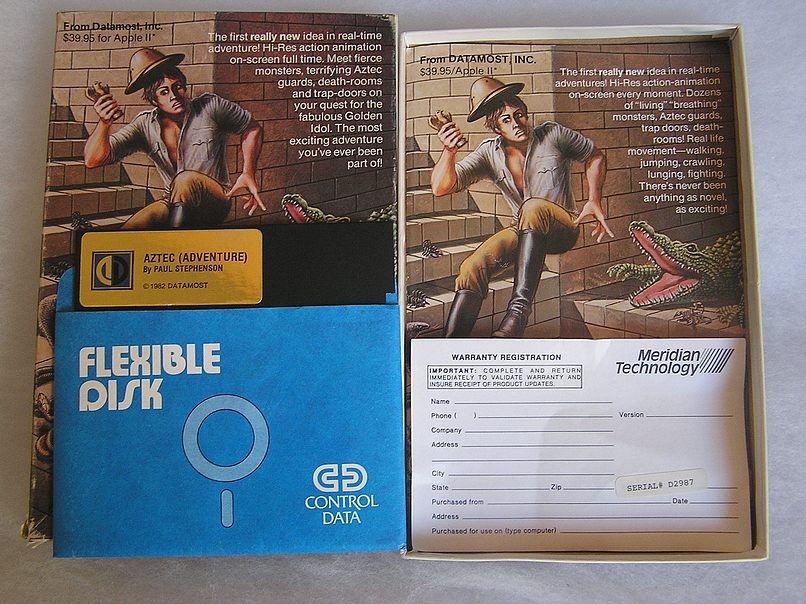 From Datamost, Inc.
$39.95 for Apple II*
The first really new idea in real-time
adventure! Hi-Res action animation
on-screen full time. Meet fierce
monsters, terrifying Aztec
guards, death-rooms
and trap-doors on
your quest for the
fabulous Golden
Idol. The most
exciting adventure
you've ever been
part of!
AZTEC (ADVENTURE)
By PAUL STEPHENSON
© 1982 DATAMOST
FLEXIBLE
DISK
CONTROL
DATA
From DATAMOST, INC.
$39.95/Apple II*
The first really new idea in real-time
adventures! Hi-Res action-animation
on-screen every moment. Dozens
of "living" "breathing"
monsters, Aztec guards,
trap doors, death-
rooms! Real life
movement—walking,
jumping, crawling,
lunging, fighting.
There's never been
anything as novel,
as exciting!
WARRANTY REGISTRATION
Meridian
Technology
IMPORTANT: COMPLETE AND RETURN
IMMEDIATELY TO VALIDATE WARRANTY AND
INSURE RECEIPT OF PRODUCT UPDATES.
Name
Phone ( )
Version
Company
Address
City
State
Zip
SERIAL# D2987
Purchased from
Date
Address
Purchased for use on (type computer)